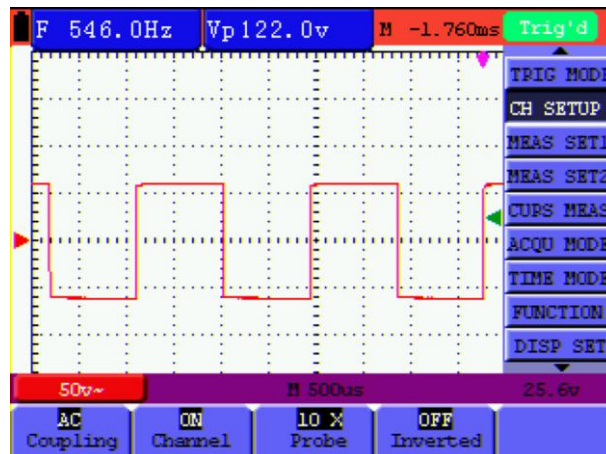 F 546.0Hz Vp122.0v M -1.760ms Trig'd
TRIG MODE
CH SETUP
MEAS SET1
MEAS SET2
CURS MEAS
ACQU MODE
TIME MODE
FUNCTION
DISP SET
50v~ M 500us 25.6v
AC ON 10 X OFF
Coupling Channel Probe Inverted